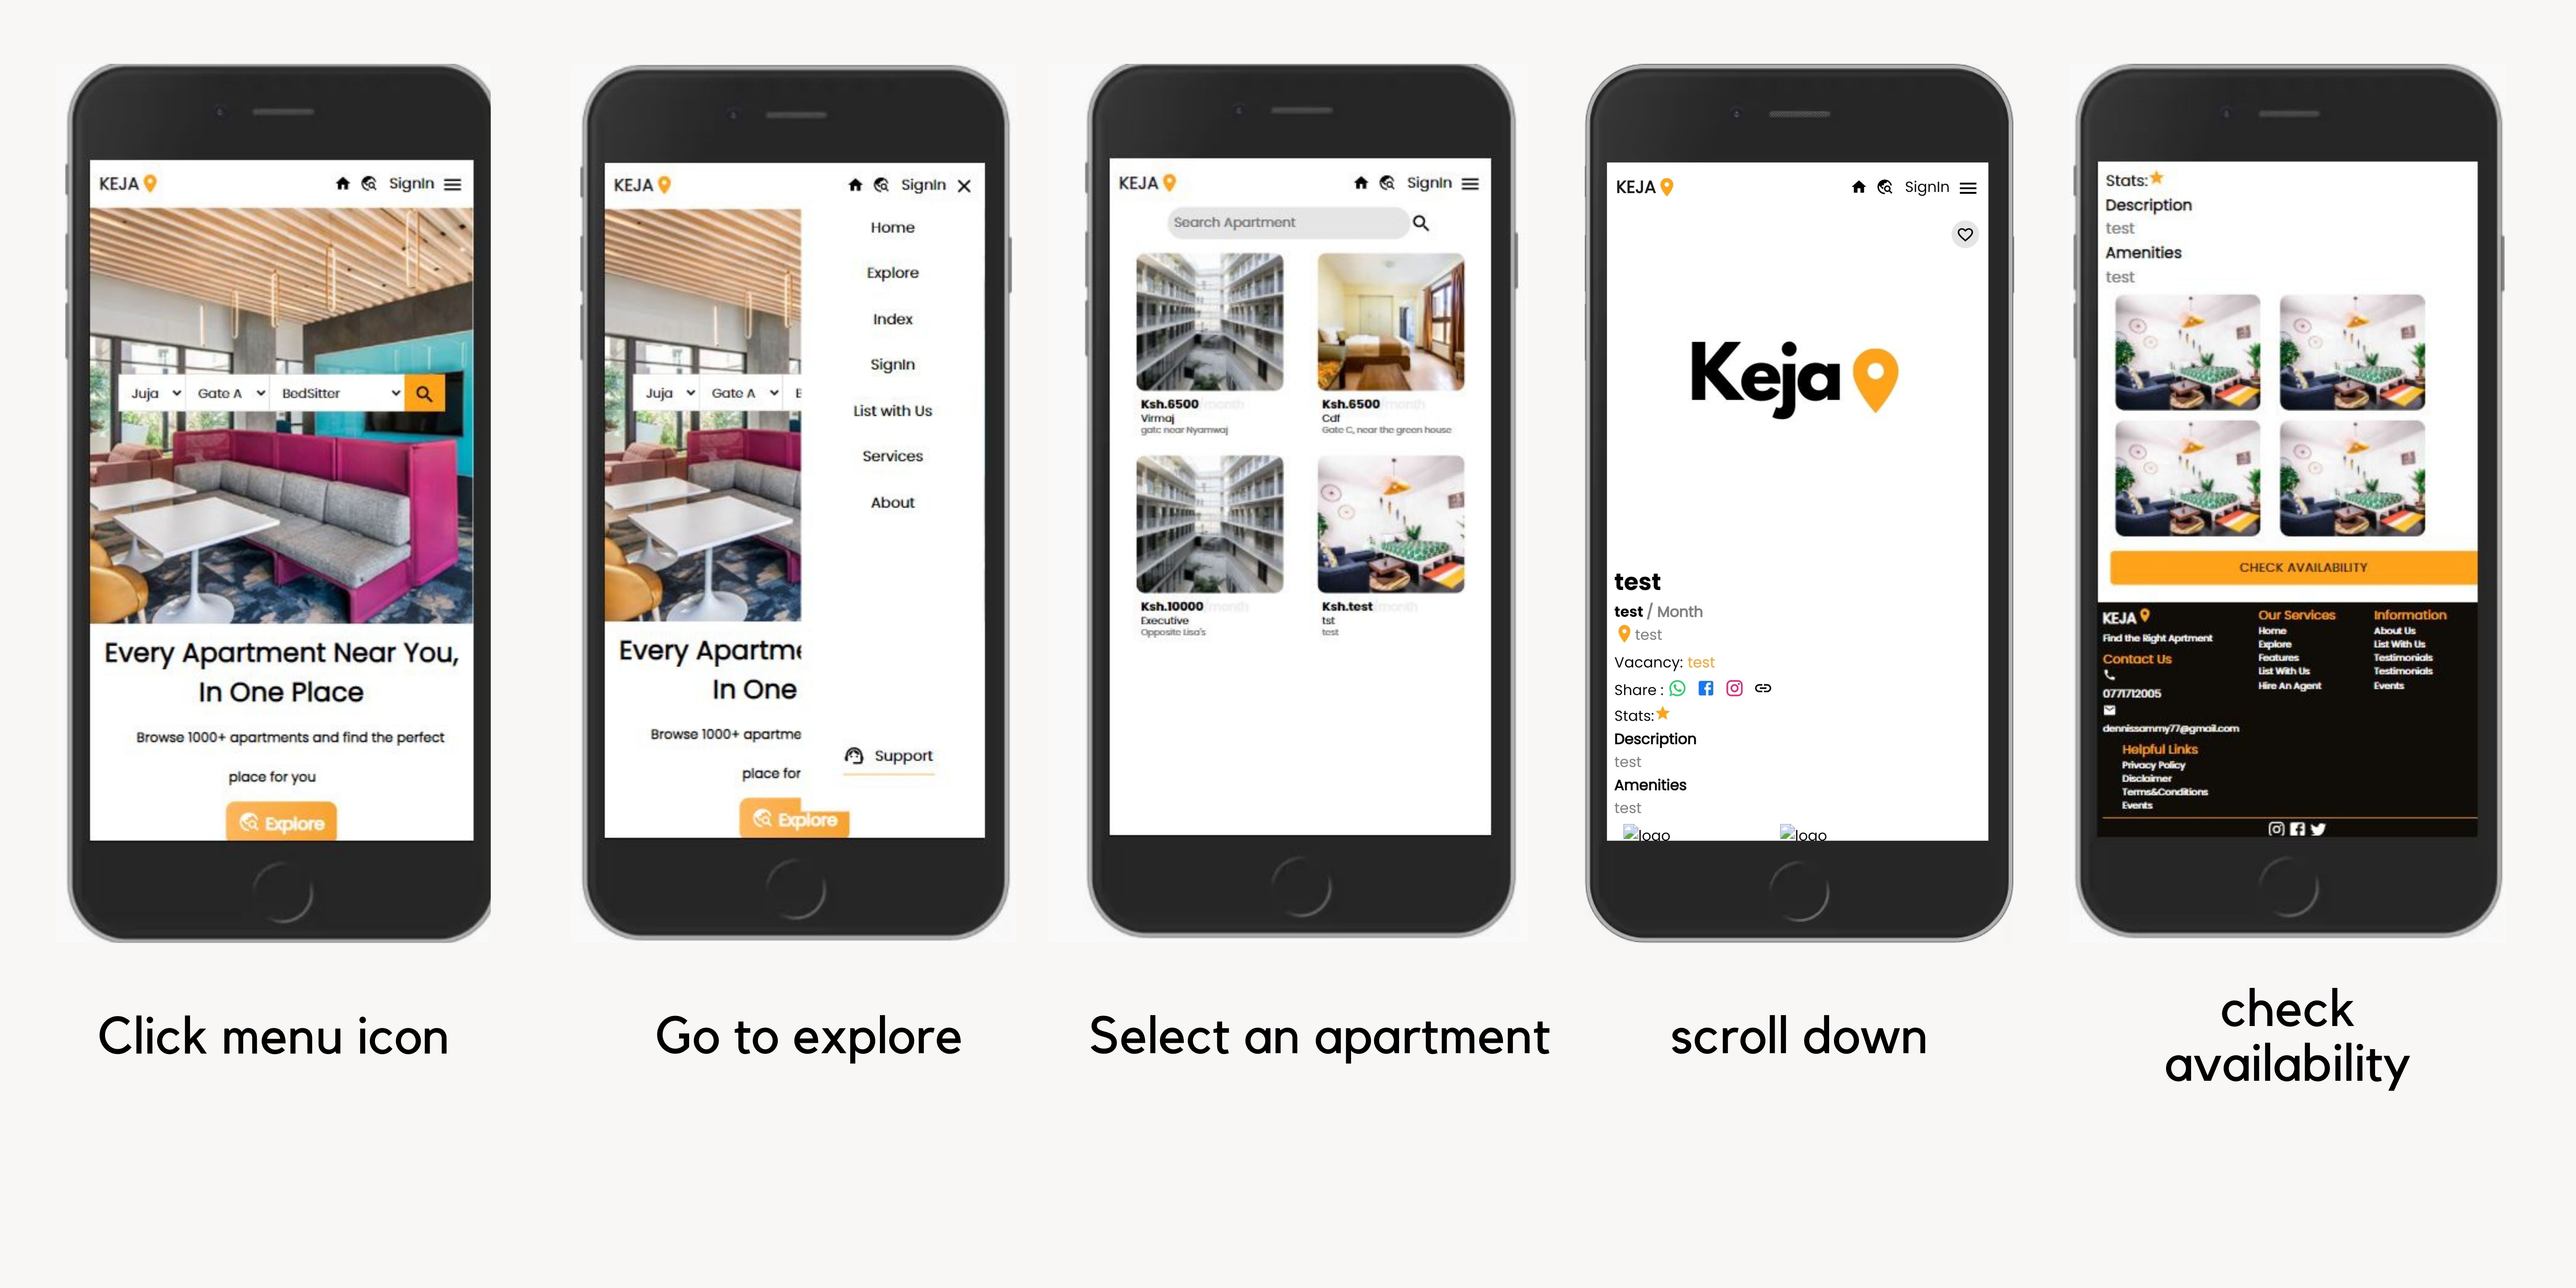 KEJA
SignIn
Juja
Gate A
BedSitter
Every Apartment Near You,
In One Place
Browse 1000+ apartments and find the perfect
place for you
Explore
Click menu icon
KEJA
SignIn
Home
Explore
Index
SignIn
List with Us
Services
About
Juja
Gate A
Every Apartme
In One
Browse 1000+ apartme
place for
Support
Explore
Go to explore
KEJA
SignIn
Search Apartment
Ksh.6500/month
Virmaj
gatc near Nyamwaj
Ksh.6500/month
Cdf
Gate C, near the green house
Ksh.10000/month
Executive
Opposite Lisa's
Ksh.test/month
tst
test
Select an apartment
KEJA
SignIn
Keja
test
test / Month
test
Vacancy: test
Share :
Stats:
Description
test
Amenities
test
logo
logo
scroll down
Stats:
Description
test
Amenities
test
CHECK AVAILABILITY
KEJA
Find the Right Aprtment
Contact Us
0771712005
dennissammy77@gmail.com
Helpful Links
Privacy Policy
Disclaimer
Terms&Conditions
Events
Our Services
Home
Explore
Features
List With Us
Hire An Agent
Information
About Us
List With Us
Testimonials
Testimonials
Events
check
availability